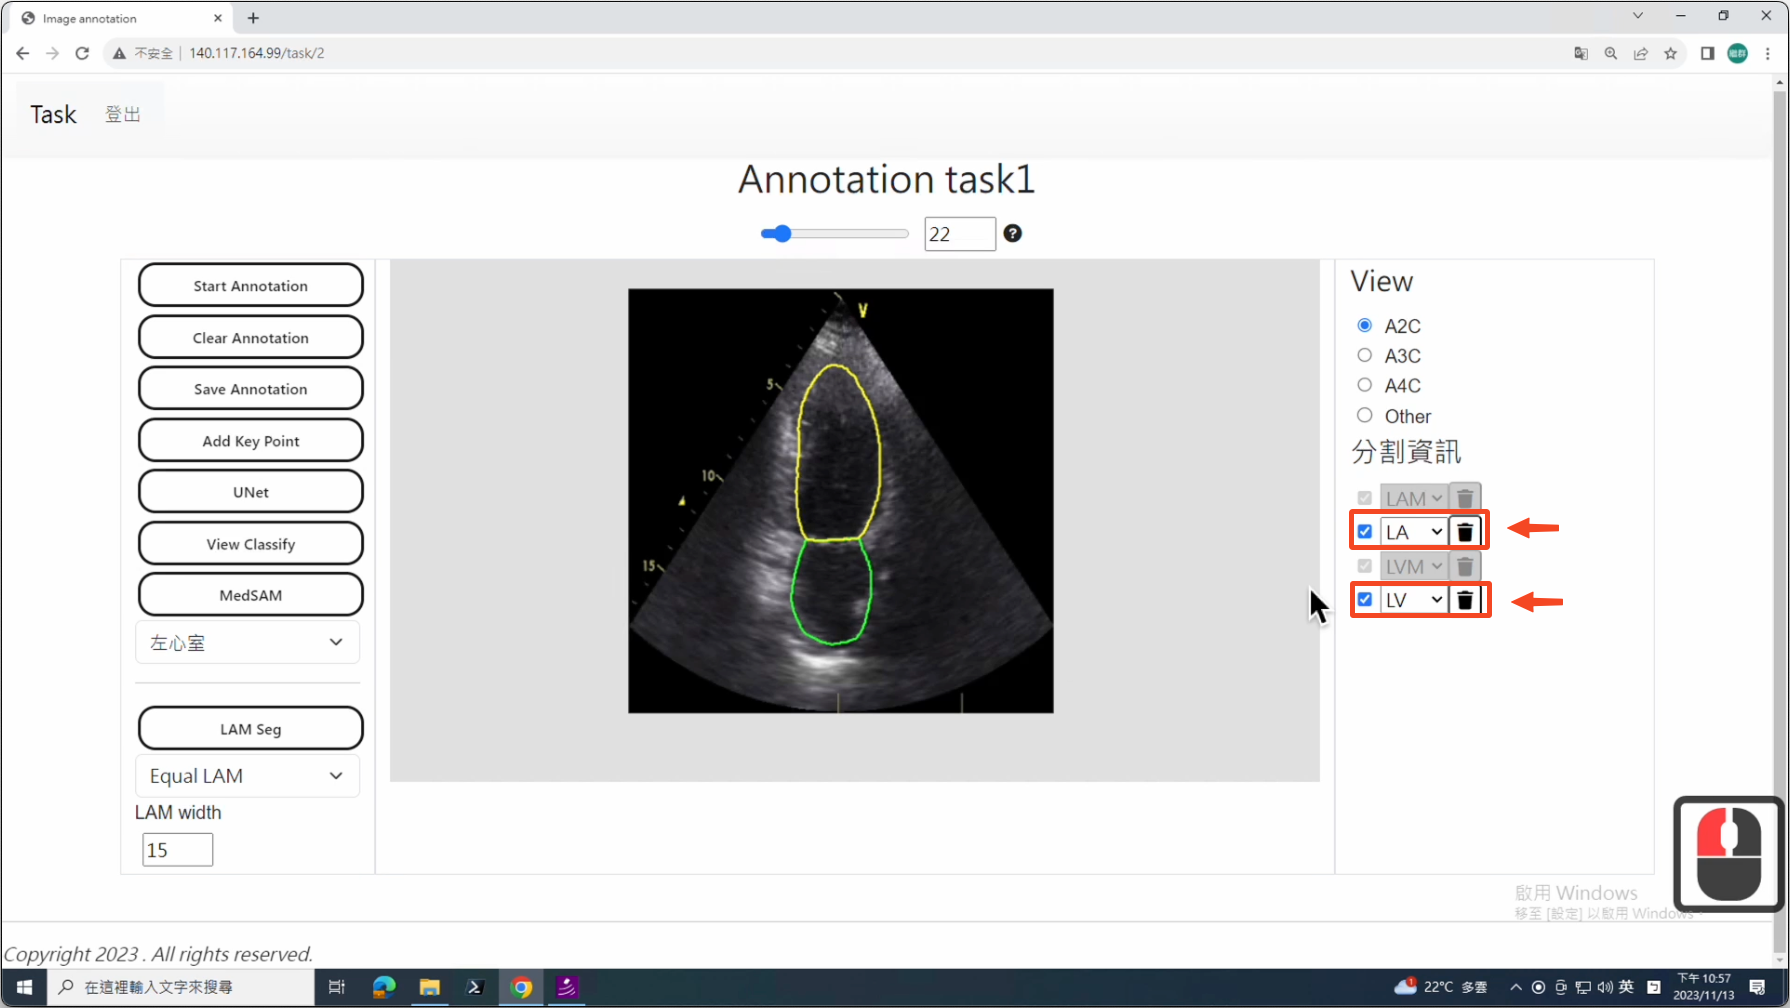 Image annotation
不安全
140.117.164.99/task/2
Task
登出
Annotation task1
22
?
Start Annotation
Clear Annotation
Save Annotation
Add Key Point
UNet
View Classify
MedSAM
左心室
LAM Seg
Equal LAM
LAM width
15
V
5
10
15
View
A2C
A3C
A4C
Other
分割資訊
LAM
LA
LVM
LV
啟用 Windows
移至 [設定] 以啟用 Windows。
Copyright 2023 . All rights reserved.
在這裡輸入文字來搜尋
22°C 多雲
英
下午 10:57
2023/11/13